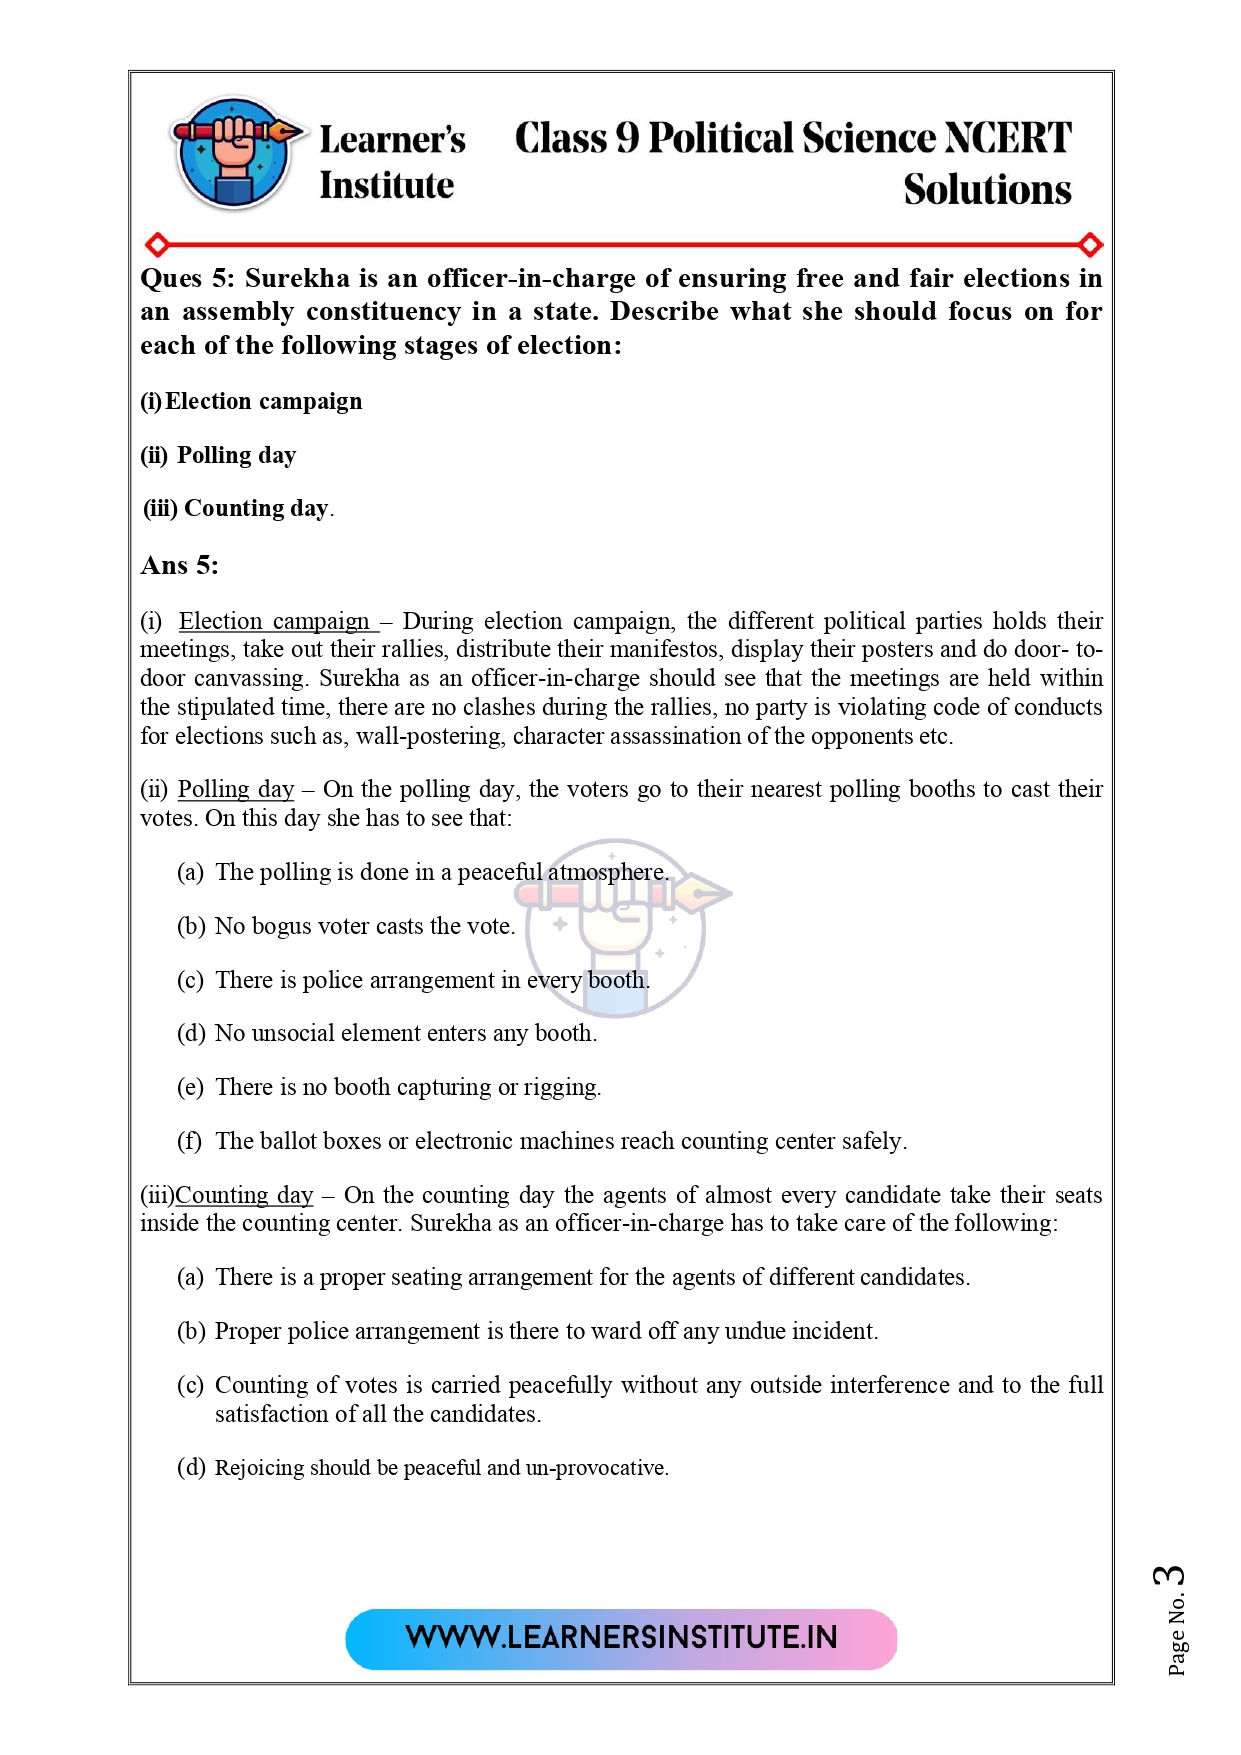 Learner's
Institute
Class 9 Political Science NCERT
Solutions
Ques 5: Surekha is an officer-in-charge of ensuring free and fair elections in
an assembly constituency in a state. Describe what she should focus on for
each of the following stages of election:
(i) Election campaign
(ii) Polling day
(iii) Counting day.
Ans 5:
(i) Election campaign – During election campaign, the different political parties holds their
meetings, take out their rallies, distribute their manifestos, display their posters and do door- to-
door canvassing. Surekha as an officer-in-charge should see that the meetings are held within
the stipulated time, there are no clashes during the rallies, no party is violating code of conducts
for elections such as, wall-postering, character assassination of the opponents etc.
(ii) Polling day – On the polling day, the voters go to their nearest polling booths to cast their
votes. On this day she has to see that:
(a) The polling is done in a peaceful atmosphere.
(b) No bogus voter casts the vote.
(c) There is police arrangement in every booth.
(d) No unsocial element enters any booth.
(e) There is no booth capturing or rigging.
(f) The ballot boxes or electronic machines reach counting center safely.
(iii)Counting day – On the counting day the agents of almost every candidate take their seats
inside the counting center. Surekha as an officer-in-charge has to take care of the following:
(a) There is a proper seating arrangement for the agents of different candidates.
(b) Proper police arrangement is there to ward off any undue incident.
(c) Counting of votes is carried peacefully without any outside interference and to the full
satisfaction of all the candidates.
(d) Rejoicing should be peaceful and un-provocative.
WWW.LEARNERSINSTITUTE.IN
Page No. 3